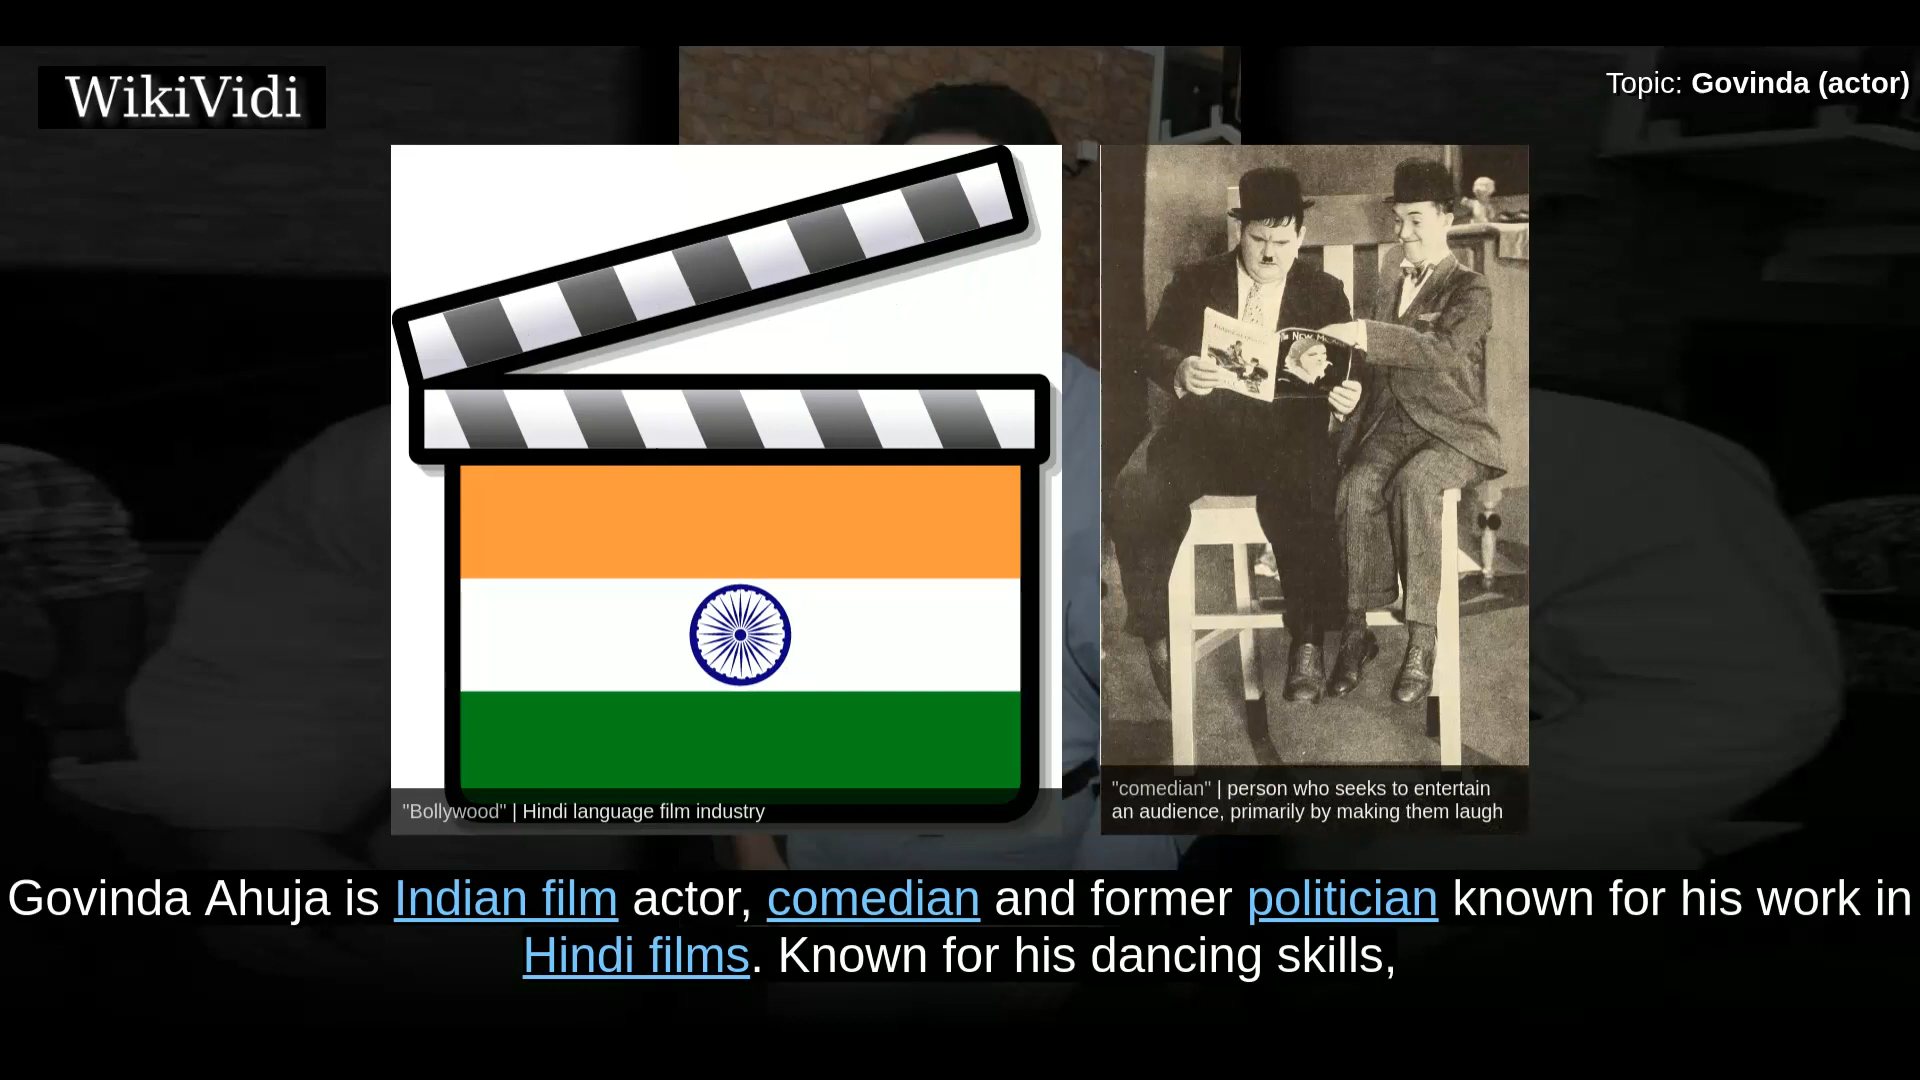 WikiVidi
Topic: Govinda (actor)
"Bollywood" | Hindi language film industry
"comedian" | person who seeks to entertain
an audience, primarily by making them laugh
Govinda Ahuja is Indian film actor, comedian and former politician known for his work in
Hindi films. Known for his dancing skills,